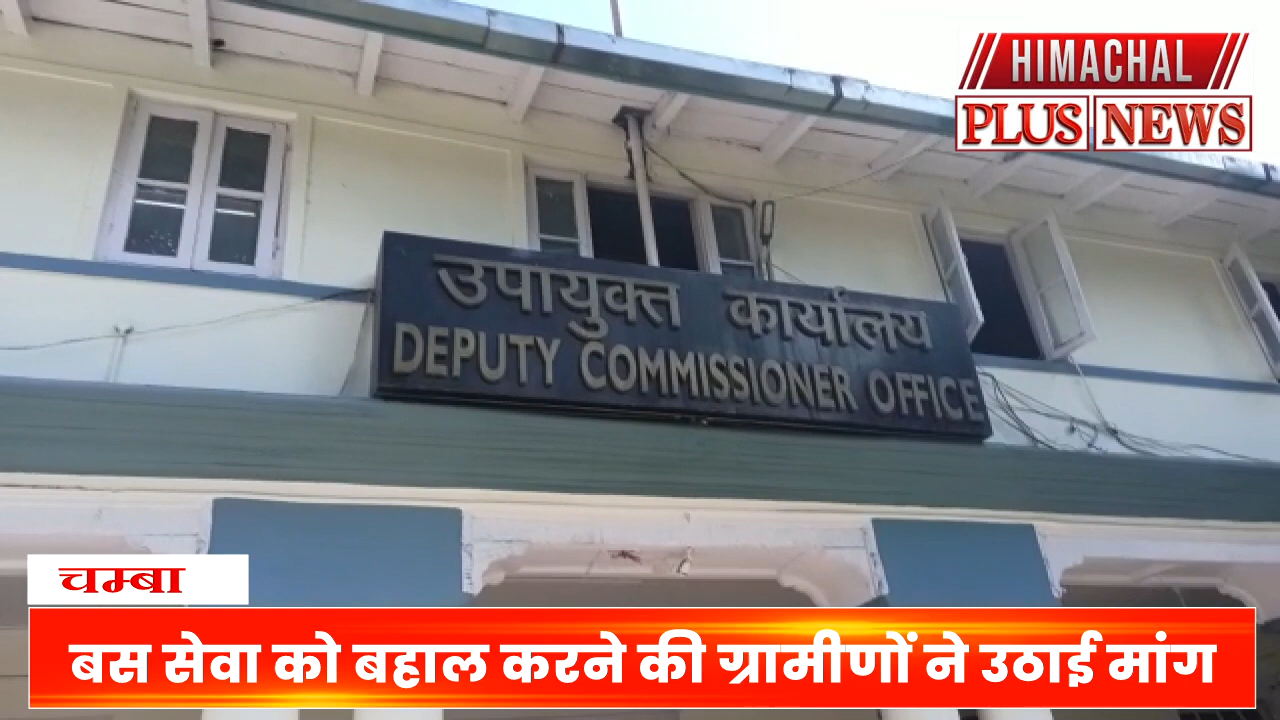 HIMACHAL
PLUS NEWS
उपायुक्त कार्यालय
DEPUTY COMMISSIONER OFFICE
चम्बा
बस सेवा को बहाल करने की ग्रामीणों ने उठाई मांग